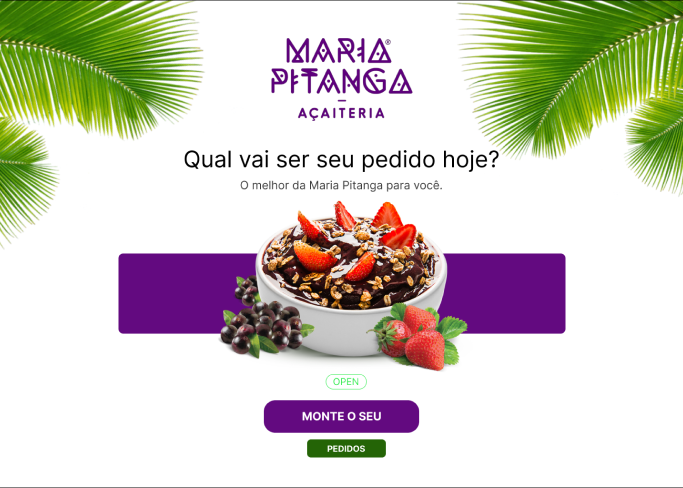 MARIA®
PITANGA
AÇAITERIA
Qual vai ser seu pedido hoje?
O melhor da Maria Pitanga para você.
OPEN
MONTE O SEU
PEDIDOS